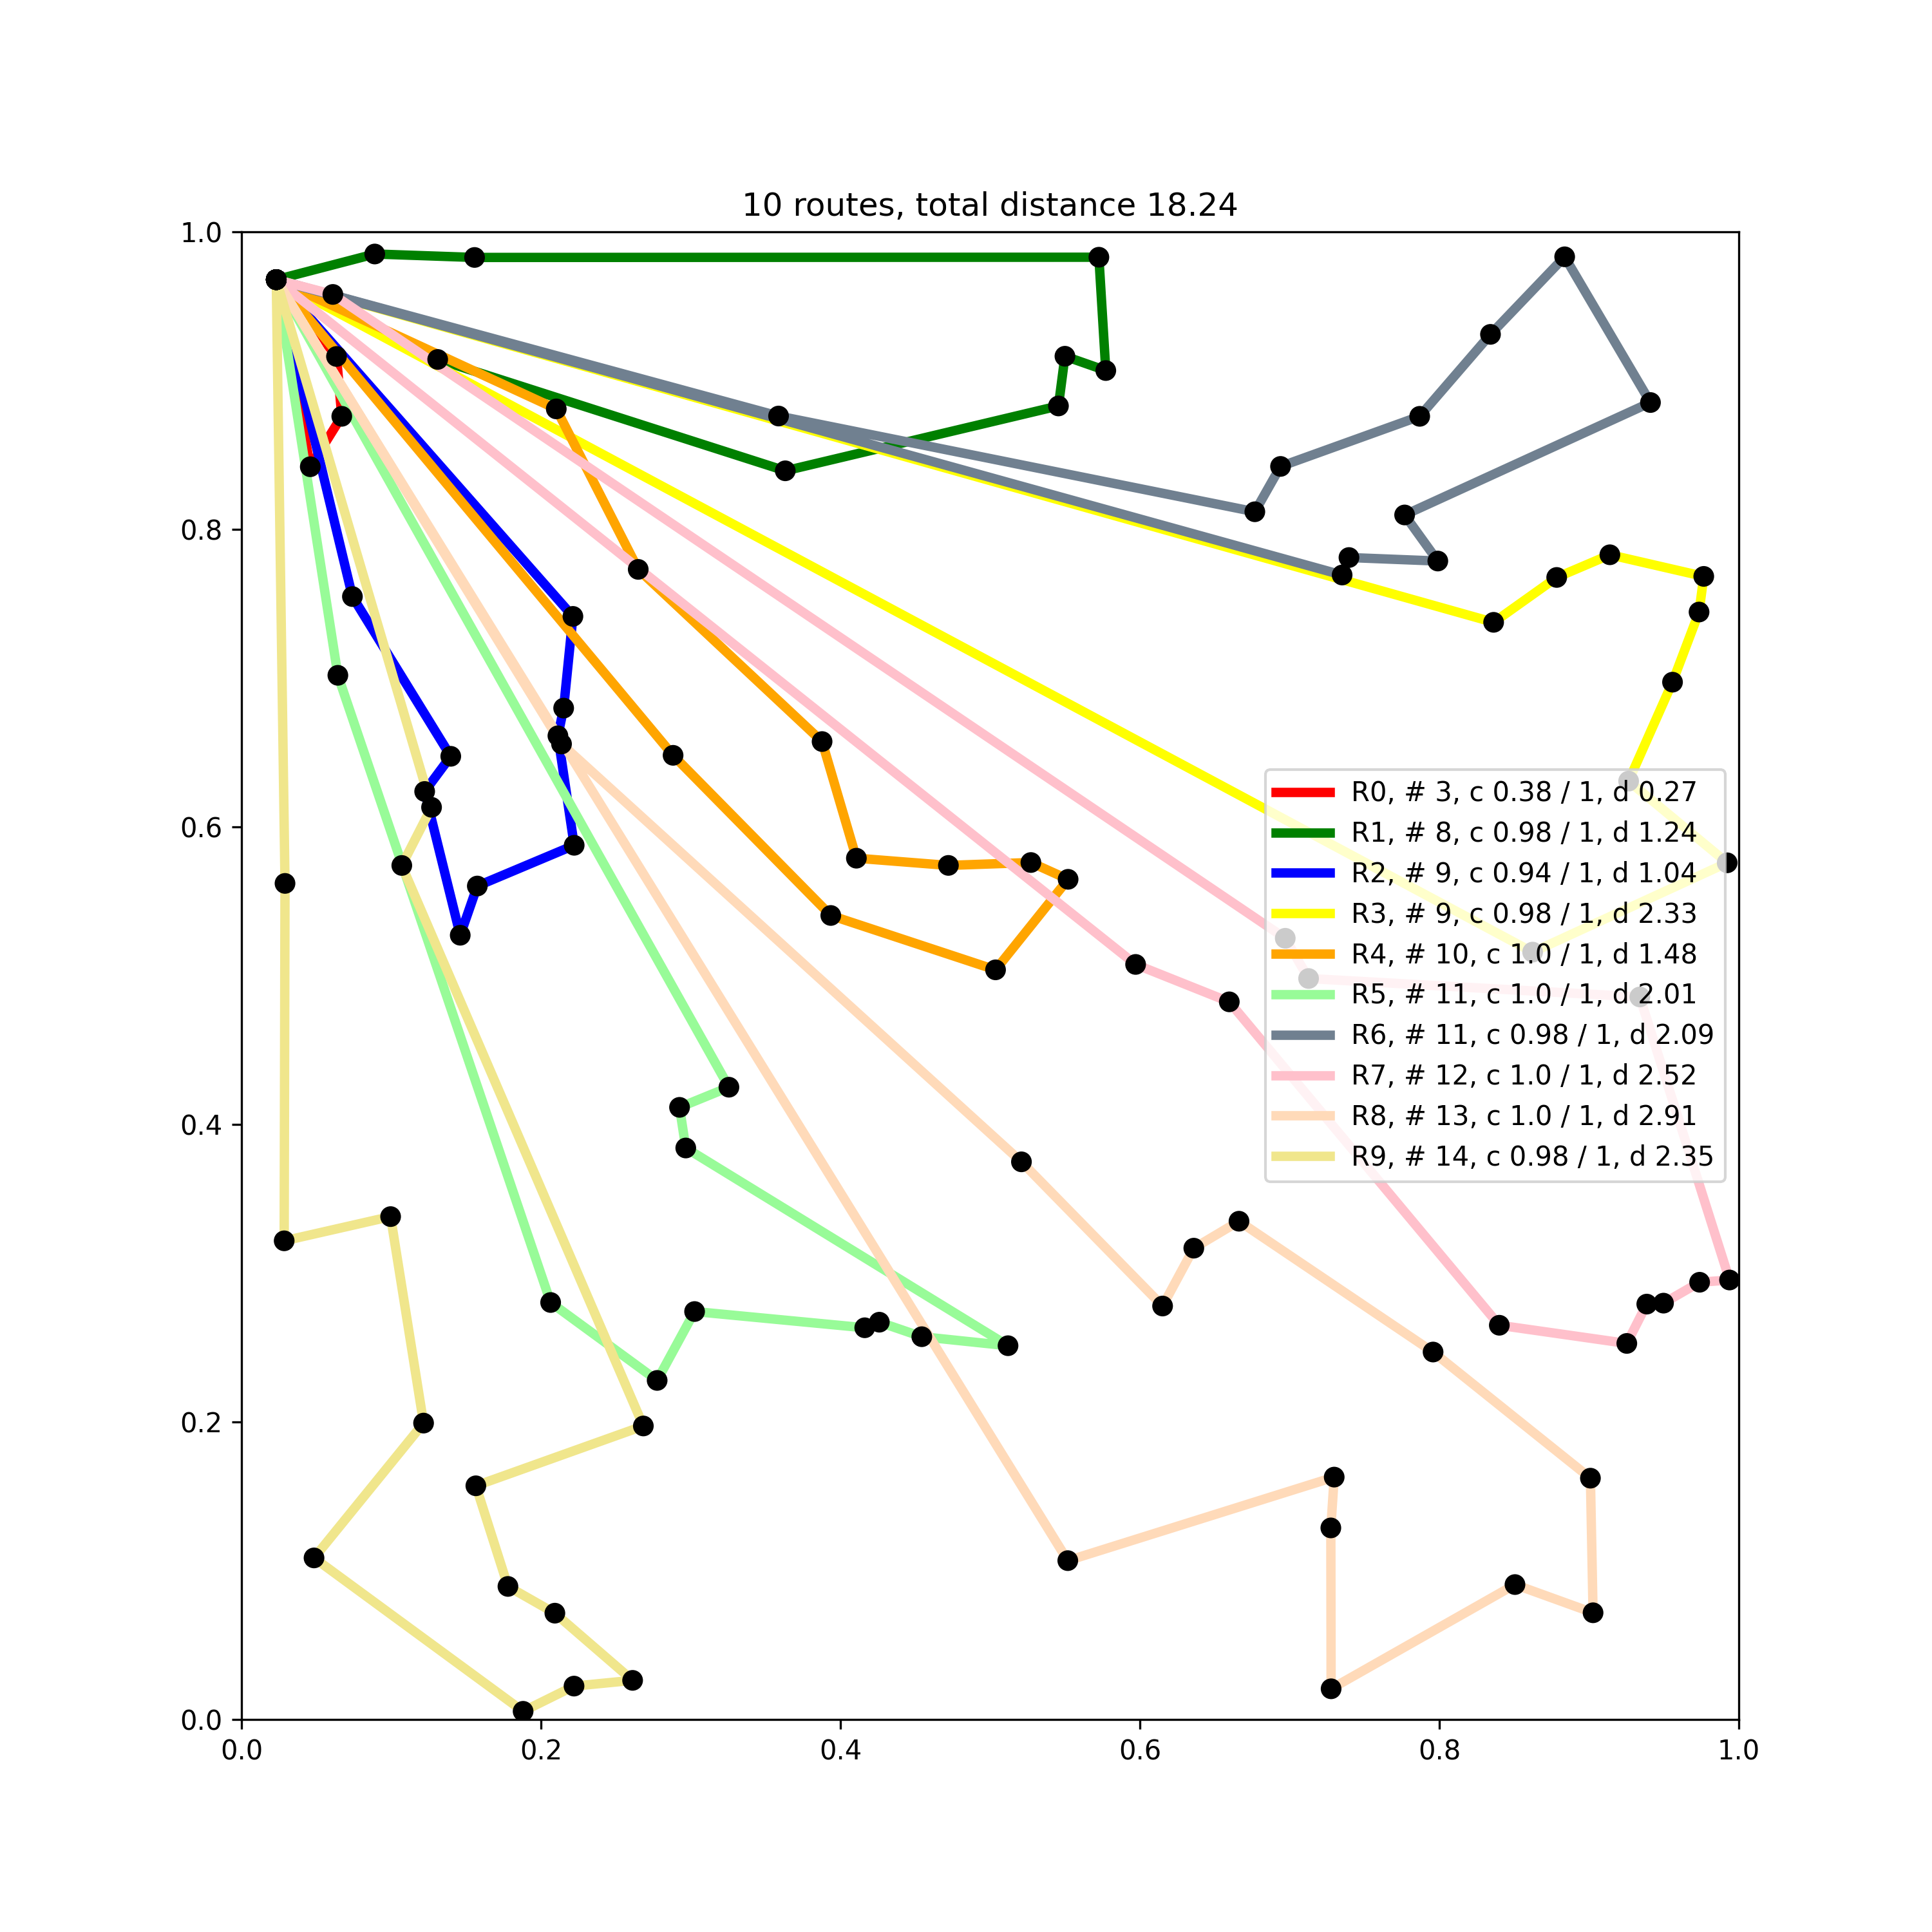 10 routes, total distance 18.24
1.0
0.8
0.6
0.4
0.2
0.0
0.0 0.2 0.4 0.6 0.8 1.0
R0, # 3, c 0.38 / 1, d 0.27
R1, # 8, c 0.98 / 1, d 1.24
R2, # 9, c 0.94 / 1, d 1.04
R3, # 9, c 0.98 / 1, d 2.33
R4, # 10, c 1.0 / 1, d 1.48
R5, # 11, c 1.0 / 1, d 2.01
R6, # 11, c 0.98 / 1, d 2.09
R7, # 12, c 1.0 / 1, d 2.52
R8, # 13, c 1.0 / 1, d 2.91
R9, # 14, c 0.98 / 1, d 2.35